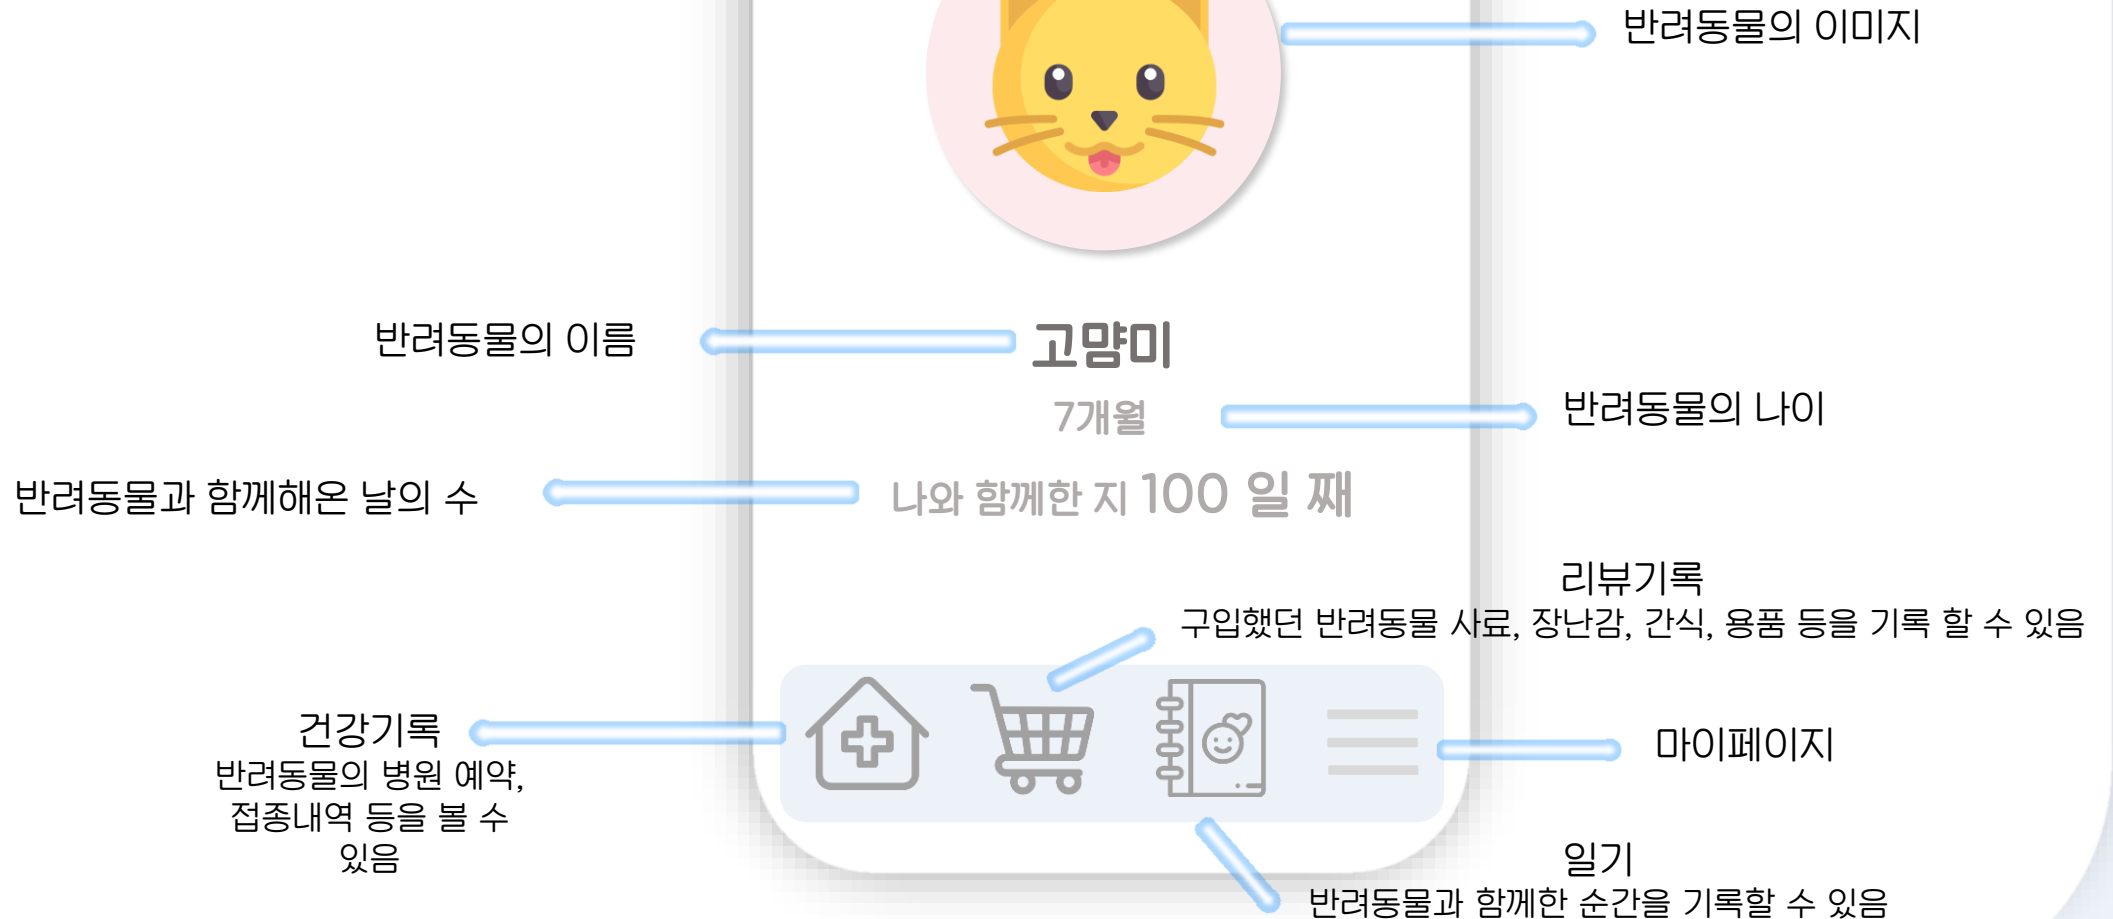 반려동물의 이미지
반려동물의 이름
고먐미
7개월
반려동물의 나이
반려동물과 함께해온 날의 수
나와 함께한 지 100 일 째
리뷰기록
구입했던 반려동물 사료, 장난감, 간식, 용품 등을 기록 할 수 있음
건강기록
반려동물의 병원 예약,
접종내역 등을 볼 수
있음
마이페이지
일기
반려동물과 함께한 순간을 기록할 수 있음